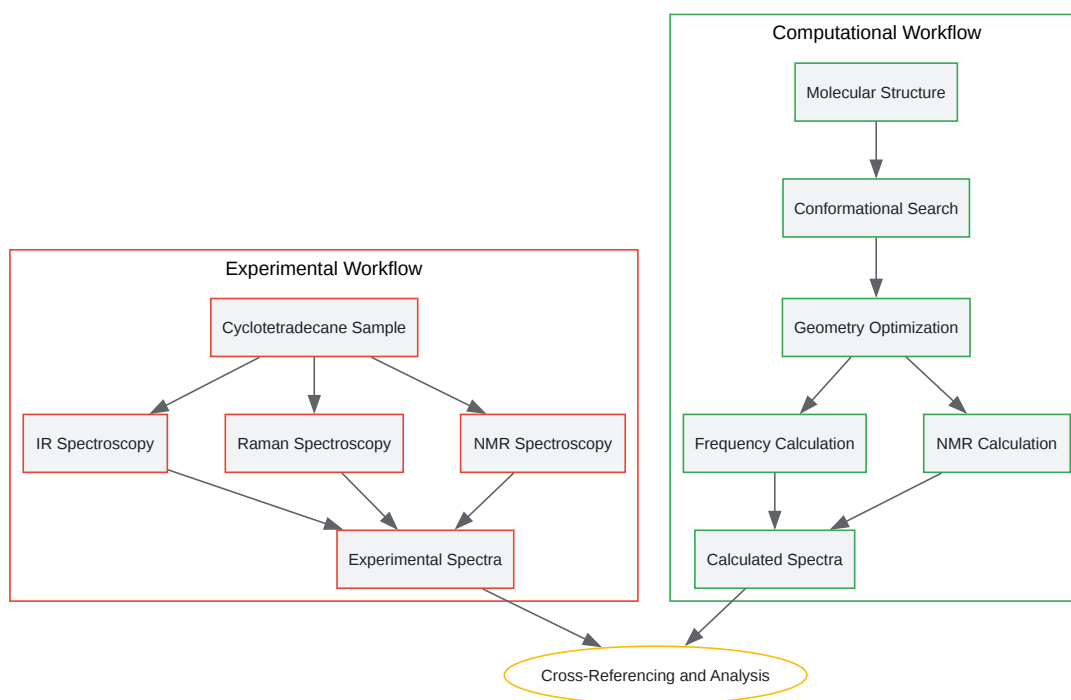 Computational Workflow
Molecular Structure
Conformational Search
Experimental Workflow
Cyclotetradecane Sample
Geometry Optimization
IR Spectroscopy
Raman Spectroscopy
NMR Spectroscopy
Frequency Calculation
NMR Calculation
Experimental Spectra
Calculated Spectra
Cross-Referencing and Analysis